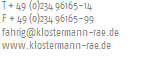 T + 49 (0)234 96165-14
F + 49 (0)234 96165-99
fahrig@klostermann-rae.de
www.klostermann-rae.de